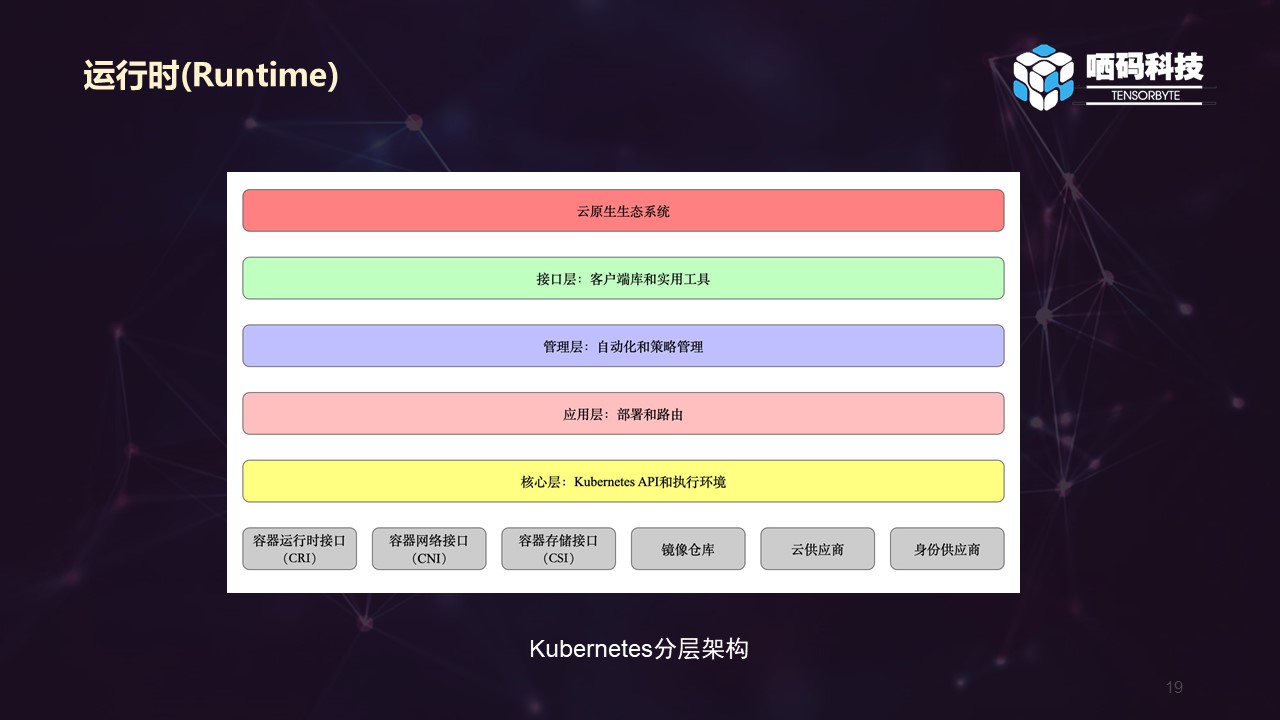 运行时(Runtime)
哂码科技
TENSORBYTE
云原生生态系统
接口层：客户端库和实用工具
管理层：自动化和策略管理
应用层：部署和路由
核心层：Kubernetes API和执行环境
容器运行时接口
（CRI）
容器网络接口
（CNI）
容器存储接口
（CSI）
镜像仓库
云供应商
身份供应商
Kubernetes分层架构
19